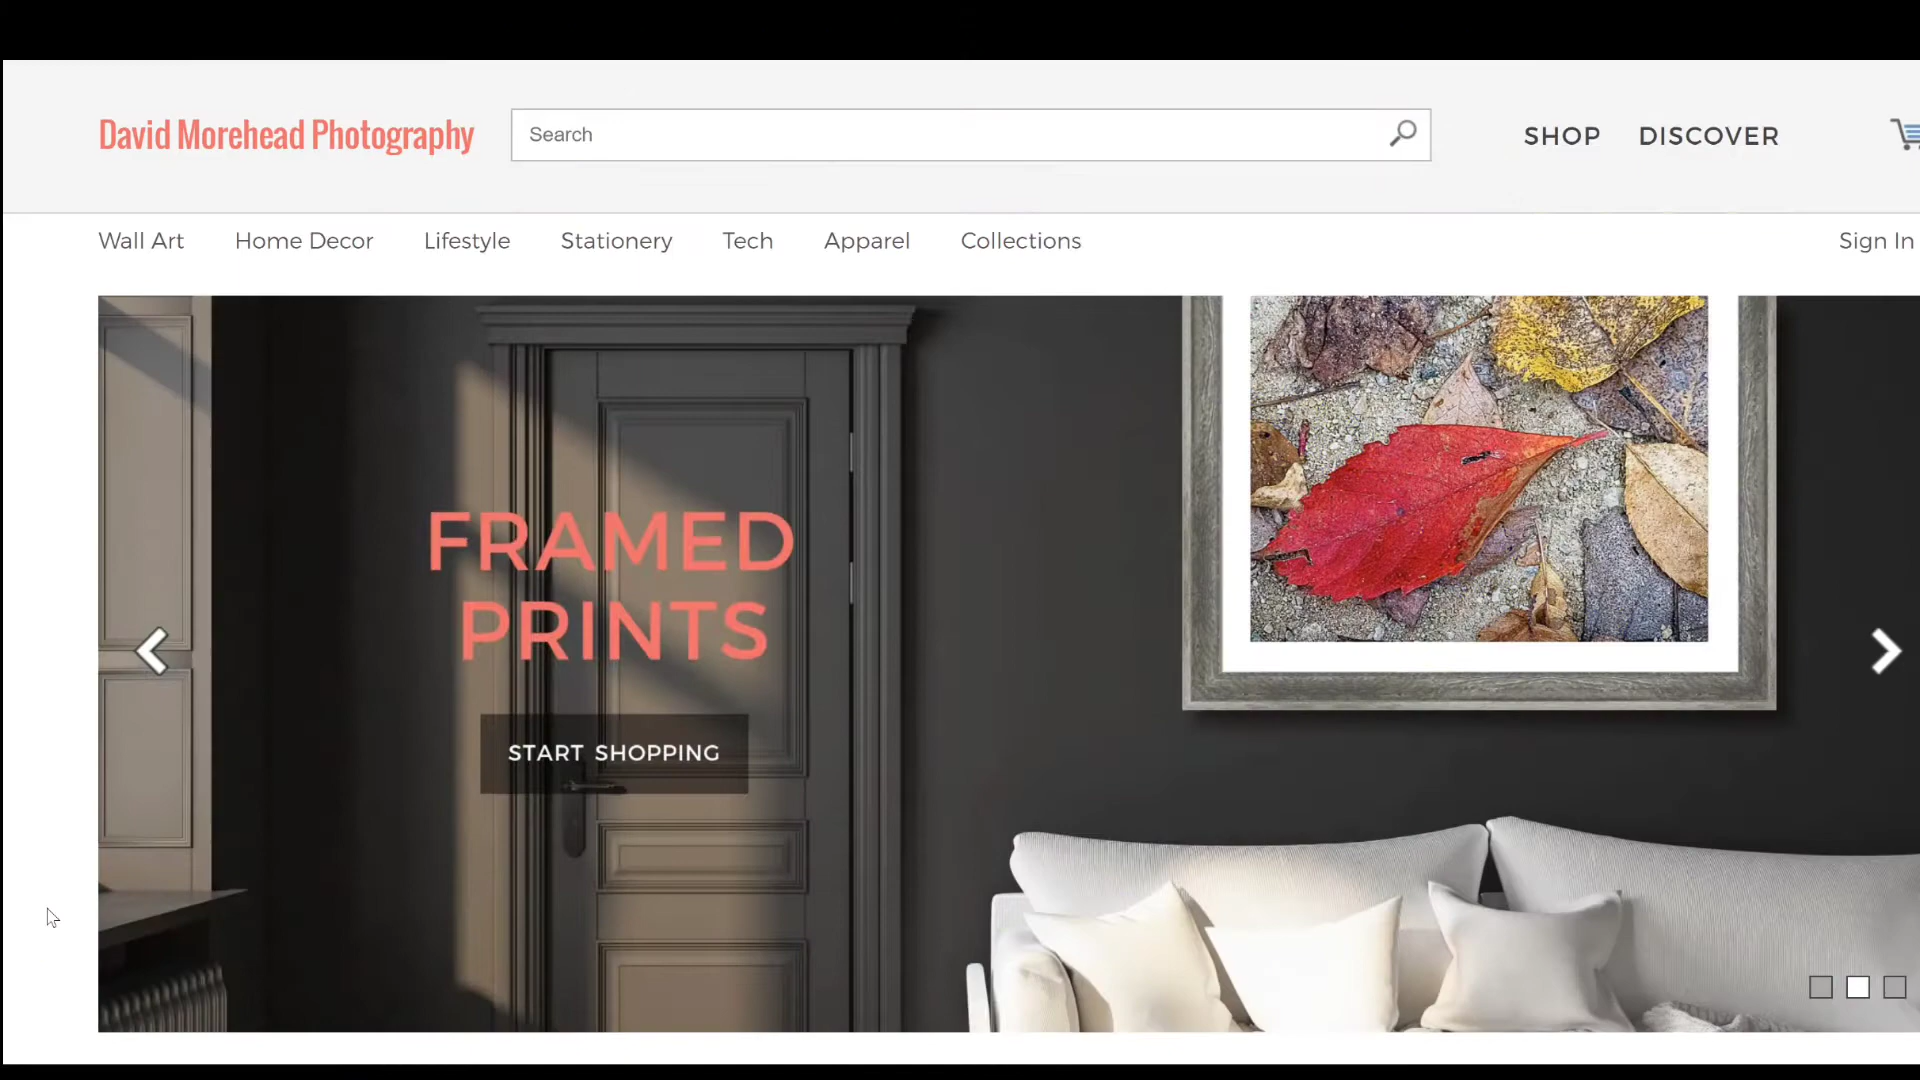 David Morehead Photography
Search
SHOP DISCOVER
Wall Art Home Decor Lifestyle Stationery Tech Apparel Collections Sign In
FRAMED
PRINTS
START SHOPPING